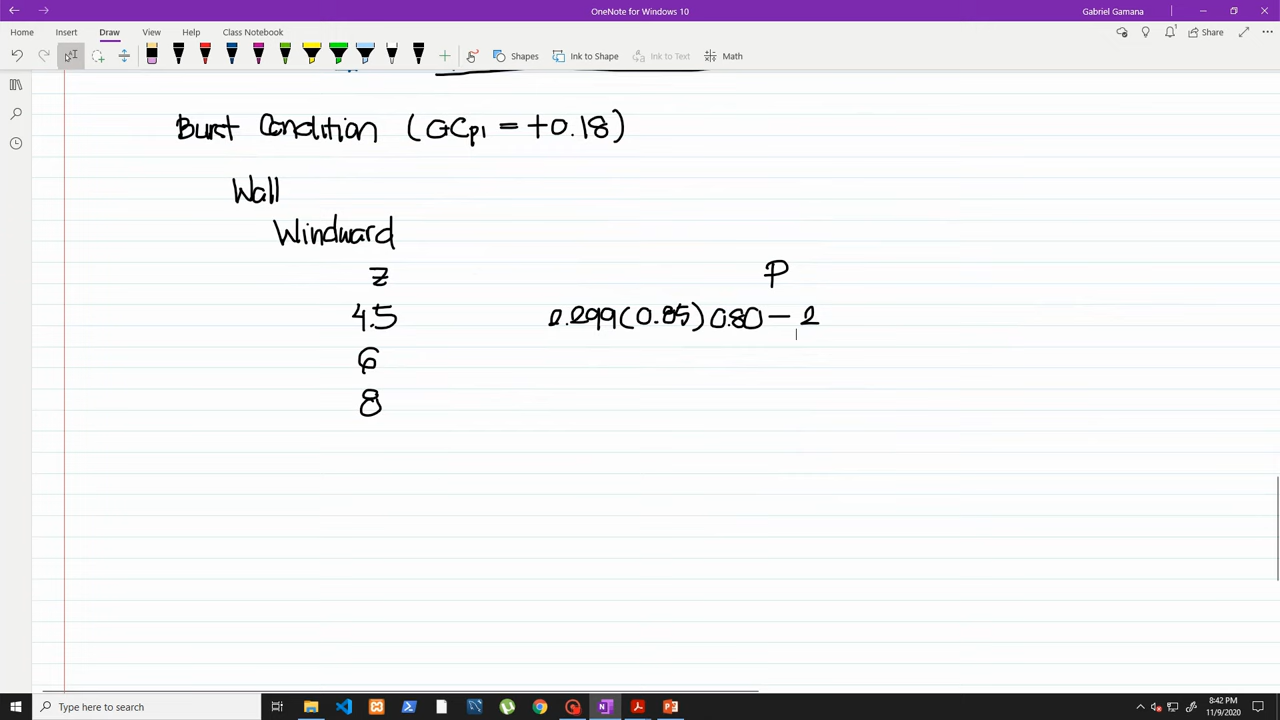 OneNote for Windows 10
Gabriel Gamana
Home Insert Draw View Help Class Notebook
Share
Shapes Ink to Shape Ink to Text Math
Burst Condition (GCpi = +0.18)
Wall
Windward
z P
4.5 2.299(0.85)0.80 - 2
6
8
Type here to search
8:42 PM
11/9/2020